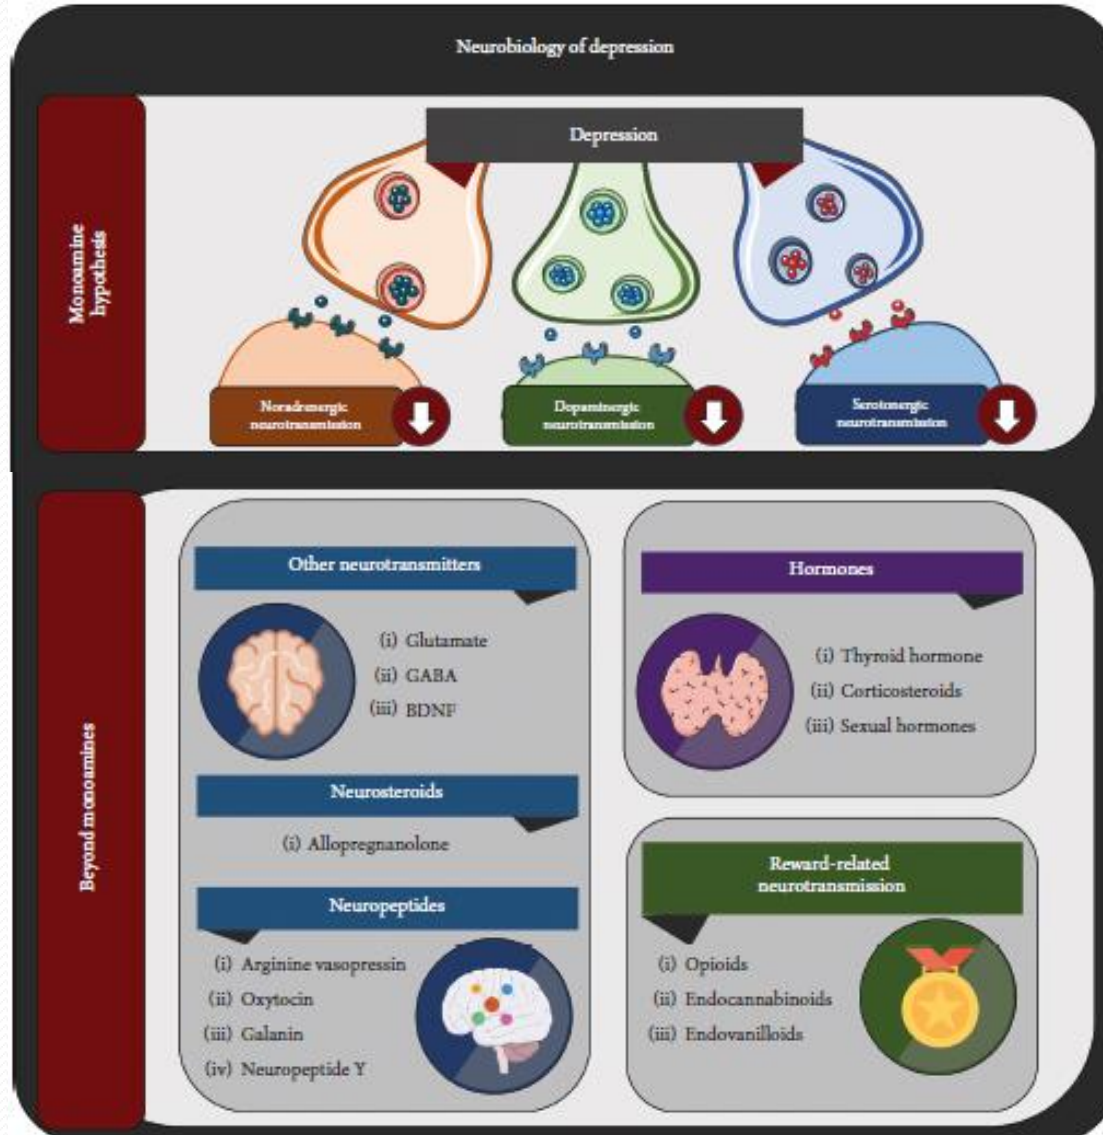 Neurobiology of depression
Monoamine
hypothesis
Depression
Noradrenergic
neurotransmission
Dopaminergic
neurotransmission
Serotonergic
neurotransmission
Beyond monoamines
Other neurotransmitters
(i) Glutamate
(ii) GABA
(iii) BDNF
Neurosteroids
(i) Allopregnanolone
Neuropeptides
(i) Arginine vasopressin
(ii) Oxytocin
(iii) Galanin
(iv) Neuropeptide Y
Hormones
(i) Thyroid hormone
(ii) Corticosteroids
(iii) Sexual hormones
Reward-related
neurotransmission
(i) Opioids
(ii) Endocannabinoids
(iii) Endovanilloids